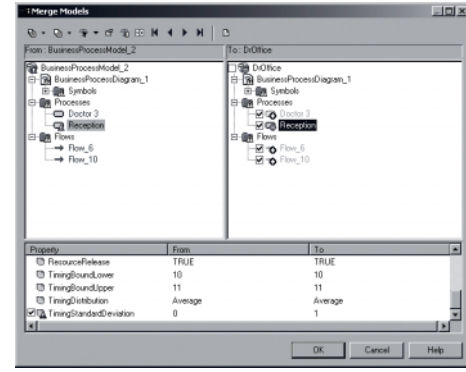 Merge Models
From : BusinessProcessModel_2
To : DrOffice
BusinessProcessModel_2
BusinessProcessDiagram_1
Symbols
Processes
Doctor 3
Reception
Flows
Flow_6
Flow_10
DrOffice
BusinessProcessDiagram_1
Symbols
Processes
Doctor 3
Reception
Flows
Flow_6
Flow_10
Property From To
ResourceRelease TRUE TRUE
TimingBoundLower 10 10
TimingBoundUpper 11 11
TimingDistribution Average Average
TimingStandardDeviation 0 1
OK Cancel Help